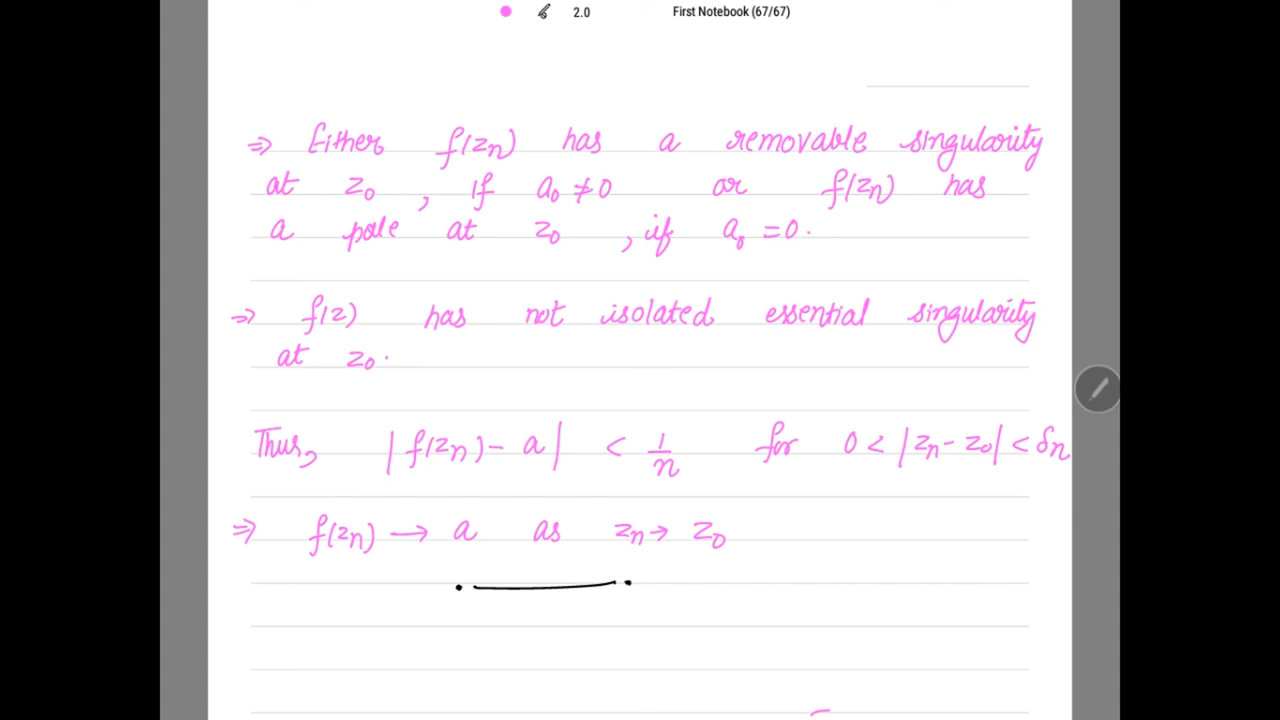 2.0 First Notebook (67/67)
⇒ Either f(zn) has a removable singularity
at z₀ , if a₀ ≠ 0 or f(zn) has
a pole at z₀ , if a₀ = 0.
⇒ f(z) has not isolated essential singularity
at z₀.
Thus, |f(zn) - a| < 1/n for 0 < |zn - z₀| < δn
⇒ f(zn) → a as zn → z₀